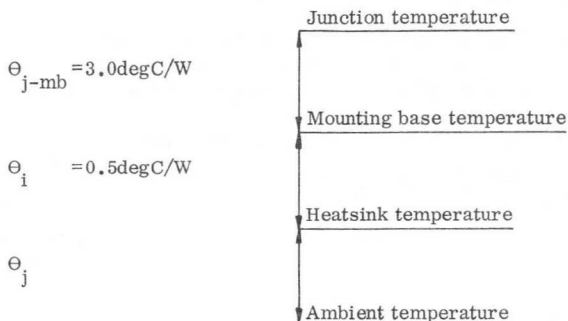 Junction temperature
Θj-mb =3.0degC/W
Mounting base temperature
Θi =0.5degC/W
Heatsink temperature
Θj
Ambient temperature